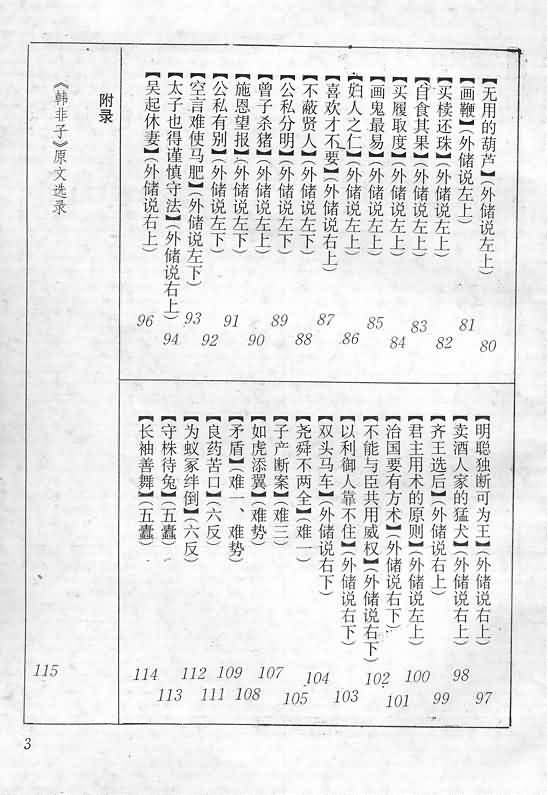 【无用的葫芦】(外储说左上) 80
【画鞭】(外储说左上) 81
【买椟还珠】(外储说左上) 82
【自食其果】(外储说左上) 83
【买履取度】(外储说左上) 84
【画鬼最易】(外储说左上) 85
【妇人之仁】(外储说左上) 86
【喜欢才不要】(外储说右上) 87
【不蔽贤人】(外储说左下) 88
【公私分明】(外储说左下) 89
【曾子杀猪】(外储说左上) 90
【施恩望报】(外储说左下) 91
【公私有别】(外储说左下) 92
【空言难使马肥】(外储说左下) 93
【太子也得谨慎守法】(外储说右上) 94
【吴起休妻】(外储说右上) 96
【明聪独断可为王】(外储说右上) 97
【卖酒人家的猛犬】(外储说右上) 98
【齐王选后】(外储说右上) 99
【君主用术的原则】(外储说左上) 100
【治国要有方术】(外储说右下) 101
【不能与臣共用威权】(外储说右下) 102
【以利御人靠不住】(外储说右下) 103
【双头马车】(外储说右下) 104
【尧舜不两全】(难一) 105
【子产断案】(难三) 107
【如虎添翼】(难势) 108
【矛盾】(难一、难势) 109
【良药苦口】(六反) 111
【为蚁冢绊倒】(六反) 112
【守株待兔】(五蠹) 113
【长袖善舞】(五蠹) 114
附录
《韩非子》原文选录 115
3